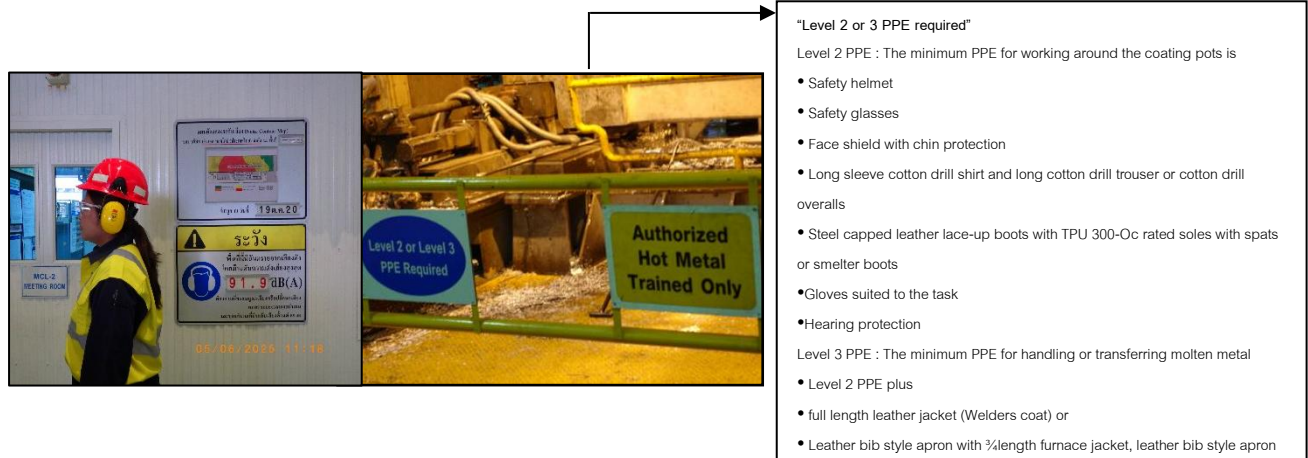 19ต.ค.20
ระวัง
91.9 dB(A)
MCL-2
MEETING ROOM
05/06/2025 11:18
Level 2 or Level 3
PPE Required
Authorized
Hot Metal
Trained Only
“Level 2 or 3 PPE required”
Level 2 PPE : The minimum PPE for working around the coating pots is
• Safety helmet
• Safety glasses
• Face shield with chin protection
• Long sleeve cotton drill shirt and long cotton drill trouser or cotton drill
overalls
• Steel capped leather lace-up boots with TPU 300-Oc rated soles with spats
or smelter boots
•Gloves suited to the task
•Hearing protection
Level 3 PPE : The minimum PPE for handling or transferring molten metal
• Level 2 PPE plus
• full length leather jacket (Welders coat) or
• Leather bib style apron with ¾length furnace jacket, leather bib style apron